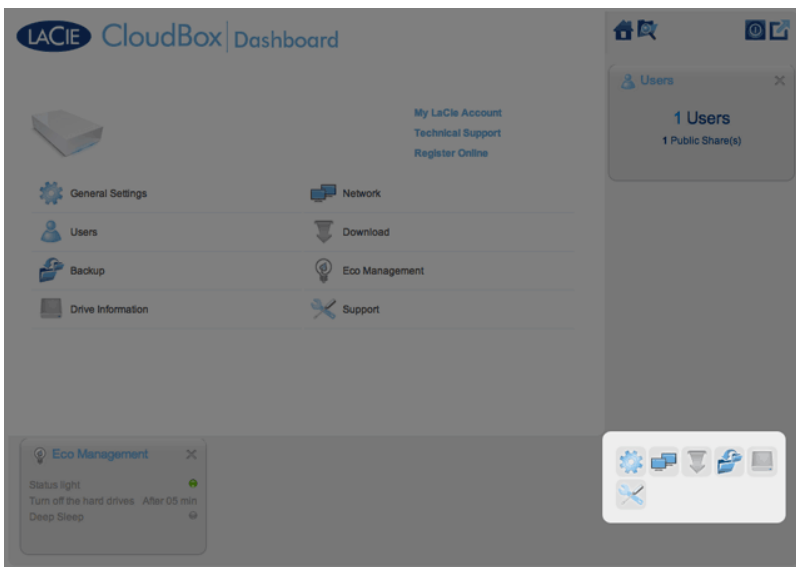 LACIE CloudBox | Dashboard
My LaCie Account
Technical Support
Register Online
General Settings
Network
Users
Download
Backup
Eco Management
Drive Information
Support
Users
1 Users
1 Public Share(s)
Eco Management
Status light
Turn off the hard drives After 05 min
Deep Sleep